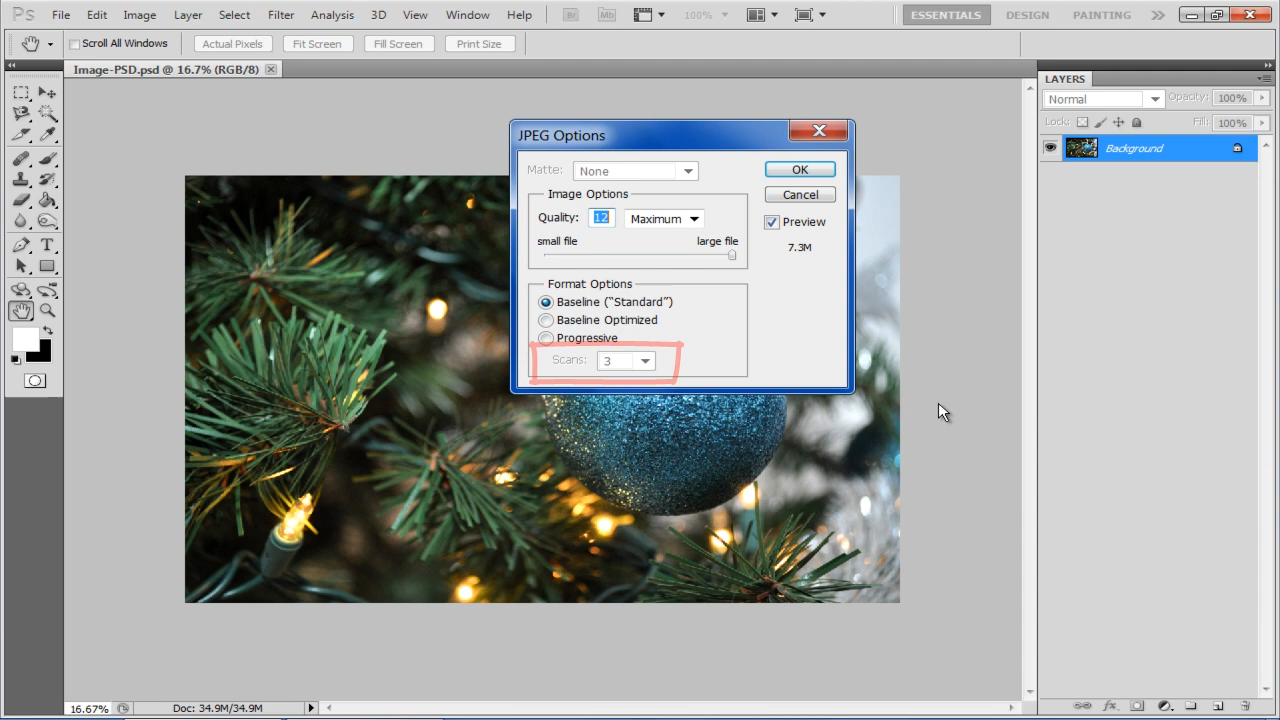 Ps File Edit Image Layer Select Filter Analysis 3D View Window Help Br Mb 100% ESSENTIALS DESIGN PAINTING
Scroll All Windows Actual Pixels Fit Screen Fill Screen Print Size
Image-PSD.psd @ 16.7% (RGB/8)
LAYERS
Normal Opacity: 100%
Lock: Fill: 100%
Background
JPEG Options
Matte: None
OK
Image Options
Cancel
Quality: 12 Maximum
Preview
small file large file
7.3M
Format Options
Baseline (“Standard”)
Baseline Optimized
Progressive
Scans: 3
T
16.67% Doc: 34.9M/34.9M
fx